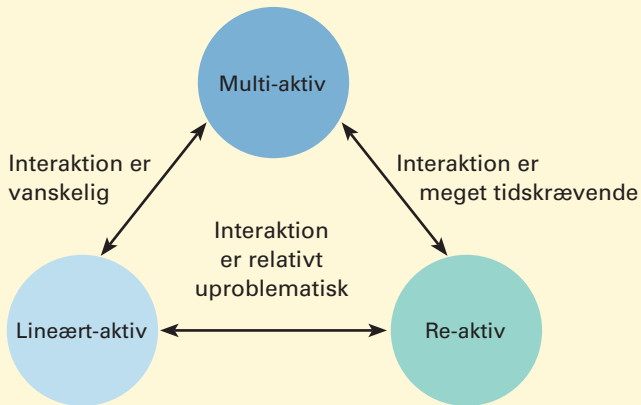 Multi-aktiv
Interaktion er
vanskelig
Interaktion er
meget tidskrævende
Interaktion
er relativt
uproblematisk
Lineært-aktiv
Re-aktiv